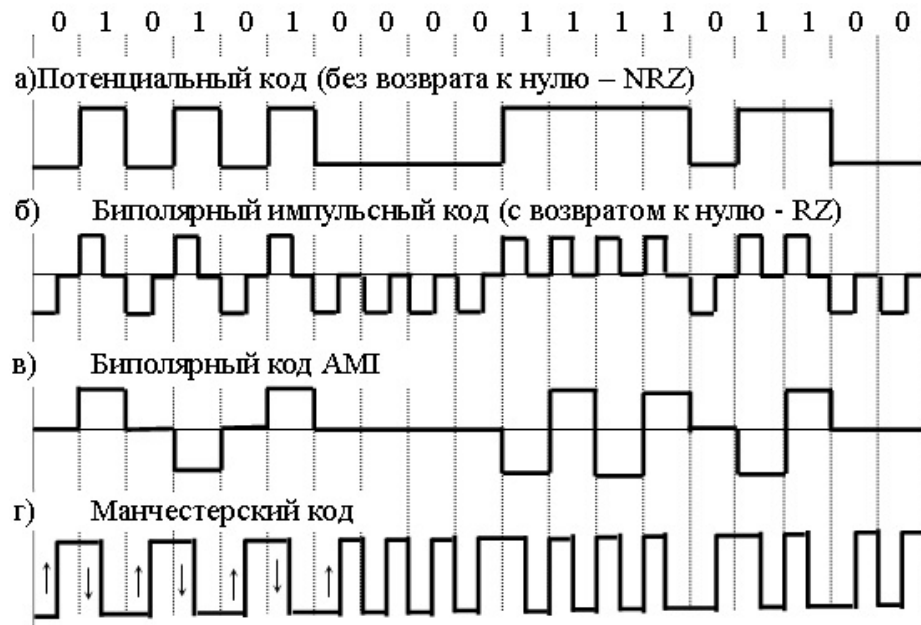 0 1 0 1 0 1 0 0 0 0 1 1 1 1 0 1 1 0 0
а)Потенциальный код (без возврата к нулю – NRZ)
б) Биполярный импульсный код (с возвратом к нулю - RZ)
в) Биполярный код AMI
г) Манчестерский код